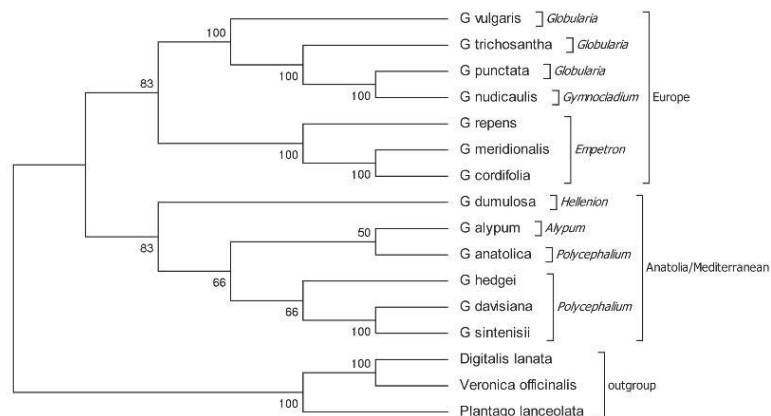 G vulgaris Globularia
100
G trichosantha Globularia
100
G punctata Globularia
83
100
G nudicaulis Gymnocladium
Europe
G repens
100
G meridionalis Empetron
100
G cordifolia
G dumulosa Hellenion
83
G alypum Alypum
50
G anatolica Polycephalium
Anatolia/Mediterranean
66
G hedgei
66
G davisiana Polycephalium
100
G sintenisii
Digitalis lanata
100
Veronica officinalis outgroup
100
Plantago lanceolata